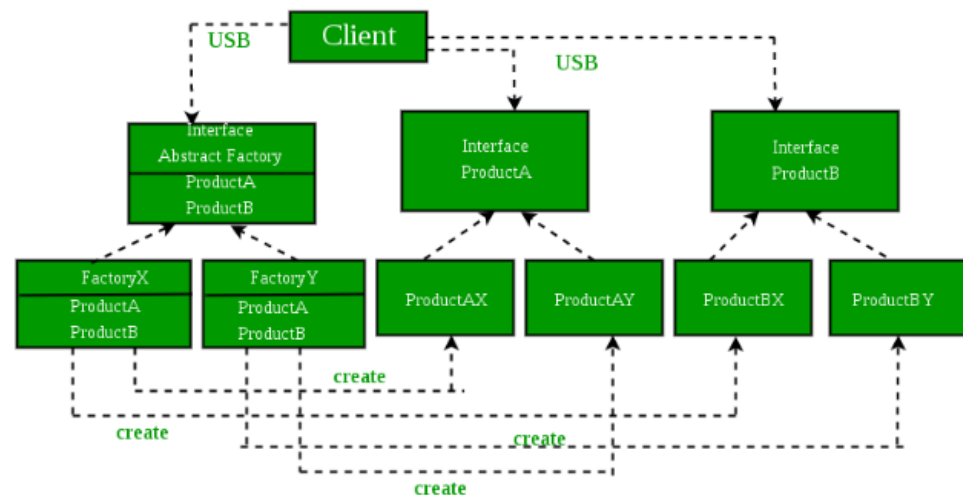 Client
USB
USB
Interface
Abstract Factory
ProductA
ProductB
Interface
ProductA
Interface
ProductB
FactoryX
ProductA
ProductB
FactoryY
ProductA
ProductB
ProductAX
ProductAY
ProductBX
ProductBY
create
create
create
create